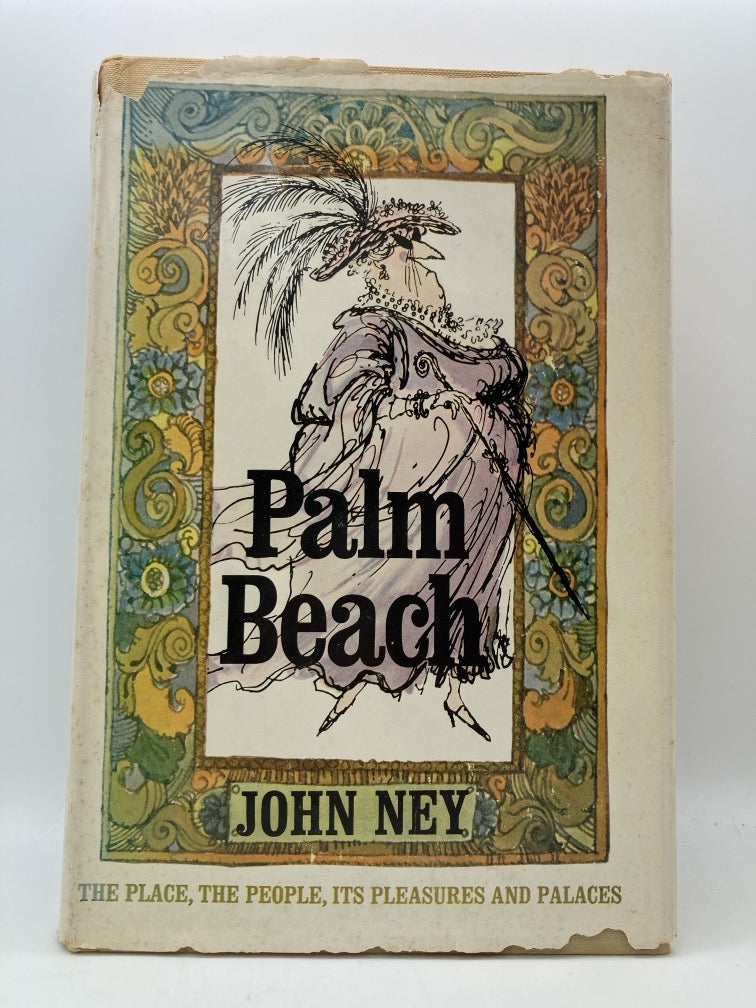 Palm
Beach
JOHN NEY
THE PLACE, THE PEOPLE, ITS PLEASURES AND PALACES